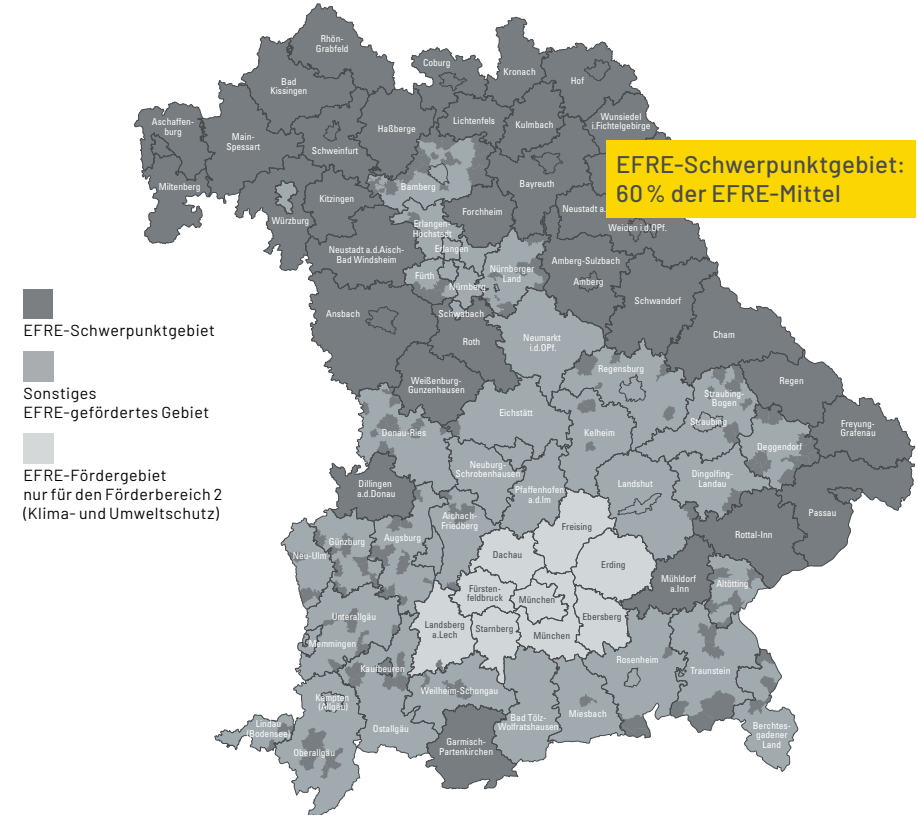 Rhön-
Grabfeld
Coburg
Kronach
Hof
Bad
Kissingen
Aschaffen-
burg
Main-
Spessart
Schweinfurt
Haßberge
Lichtenfels
Kulmbach
Wunsiedel
i.Fichtelgebirge
EFRE-Schwerpunktgebiet:
60 % der EFRE-Mittel
Miltenberg
Würzburg
Kitzingen
Bamberg
Bayreuth
Forchheim
Neustadt a.
Weiden i.d.OPf.
Erlangen-
Höchstadt
Erlangen
Neustadt a.d.Aisch-
Bad Windsheim
Fürth
Nürnberg
Nürnberger
Land
Amberg-Sulzbach
Amberg
Schwandorf
Ansbach
Schwabach
Roth
Neumarkt
i.d.OPf.
Cham
EFRE-Schwerpunktgebiet
Sonstiges
EFRE-gefördertes Gebiet
EFRE-Fördergebiet
nur für den Förderbereich 2
(Klima- und Umweltschutz)
Weißenburg-
Gunzenhausen
Regensburg
Regen
Straubing-
Bogen
Straubing
Freyung-
Grafenau
Eichstätt
Donau-Ries
Kelheim
Deggendorf
Neuburg-
Schrobenhausen
Dillingen
a.d.Donau
Pfaffenhofen
a.d.Im
Landshut
Dingolfing-
Landau
Passau
Aichach-
Friedberg
Freising
Rottal-Inn
Neu-Ulm
Günzburg
Augsburg
Dachau
Erding
Mühldorf
a.Inn
Altötting
Fürsten-
feldbruck
München
Ebersberg
Unterallgäu
Landsberg
a.Lech
Starnberg
München
Memmingen
Rosenheim
Traunstein
Kaufbeuren
Weilheim-Schongau
Kempten
(Allgäu)
Lindau
(Bodensee)
Ostallgäu
Bad Tölz-
Wolfratshausen
Miesbach
Berchtes-
gadener
Land
Oberallgäu
Garmisch-
Partenkirchen